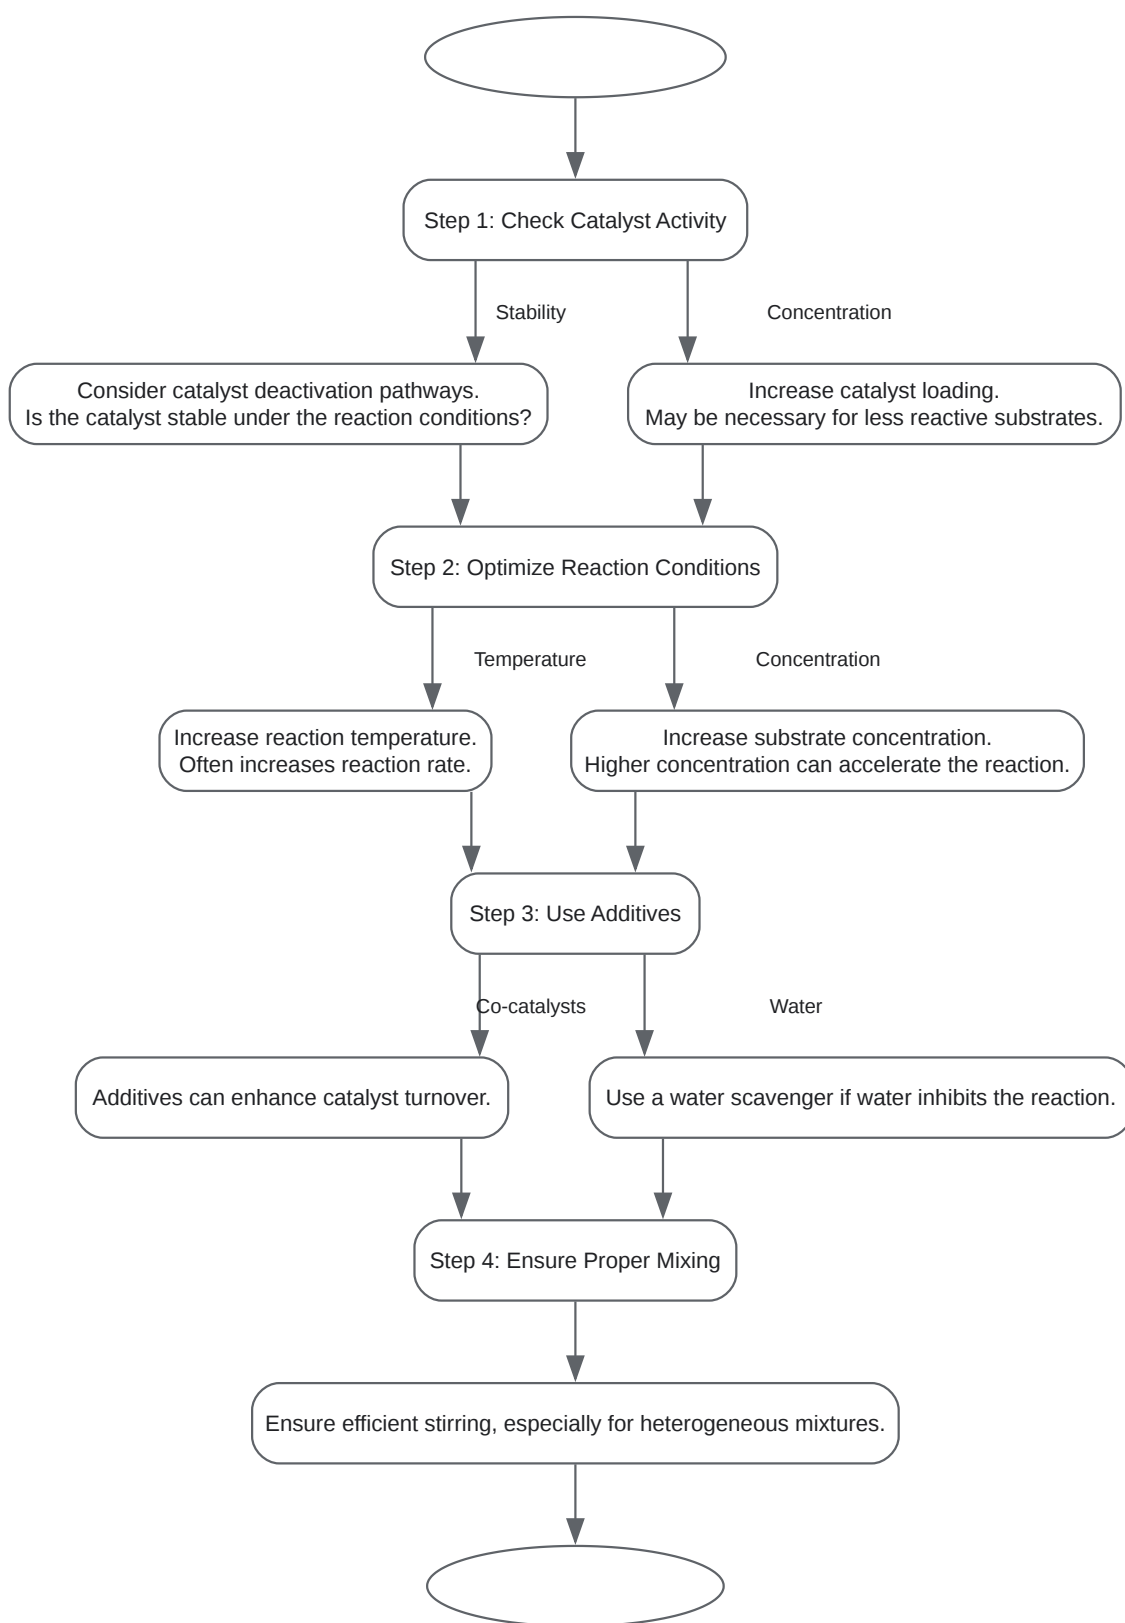 Step 1: Check Catalyst Activity
Stability
Concentration
Consider catalyst deactivation pathways.
Is the catalyst stable under the reaction conditions?
Increase catalyst loading.
May be necessary for less reactive substrates.
Step 2: Optimize Reaction Conditions
Temperature
Concentration
Increase reaction temperature.
Often increases reaction rate.
Increase substrate concentration.
Higher concentration can accelerate the reaction.
Step 3: Use Additives
Co-catalysts
Water
Additives can enhance catalyst turnover.
Use a water scavenger if water inhibits the reaction.
Step 4: Ensure Proper Mixing
Ensure efficient stirring, especially for heterogeneous mixtures.